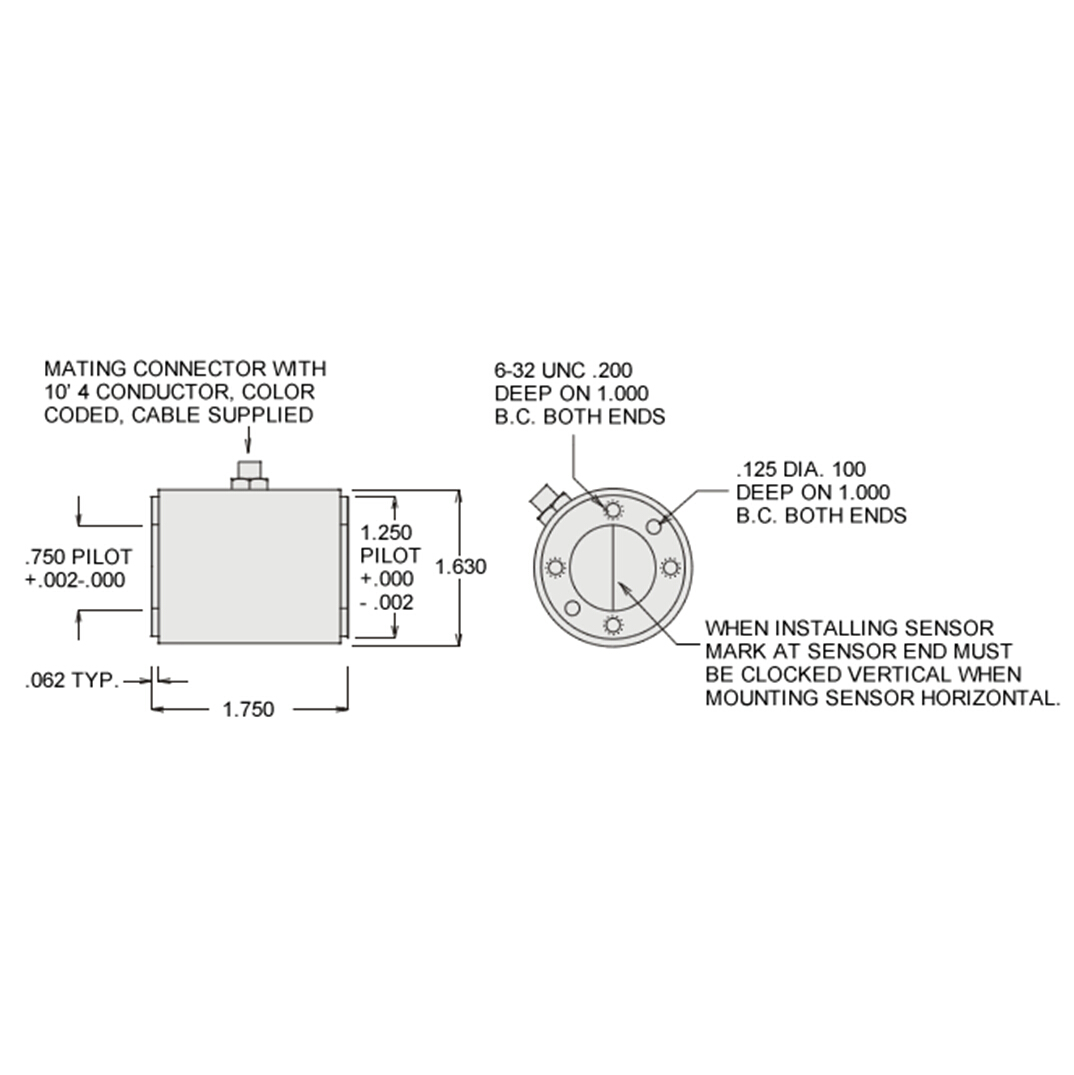 MATING CONNECTOR WITH
10' 4 CONDUCTOR, COLOR
CODED, CABLE SUPPLIED
.750 PILOT
+.002-.000
1.250
PILOT
+.000
- .002
1.630
.062 TYP.
1.750
6-32 UNC .200
DEEP ON 1.000
B.C. BOTH ENDS
.125 DIA. 100
DEEP ON 1.000
B.C. BOTH ENDS
WHEN INSTALLING SENSOR
MARK AT SENSOR END MUST
BE CLOCKED VERTICAL WHEN
MOUNTING SENSOR HORIZONTAL.